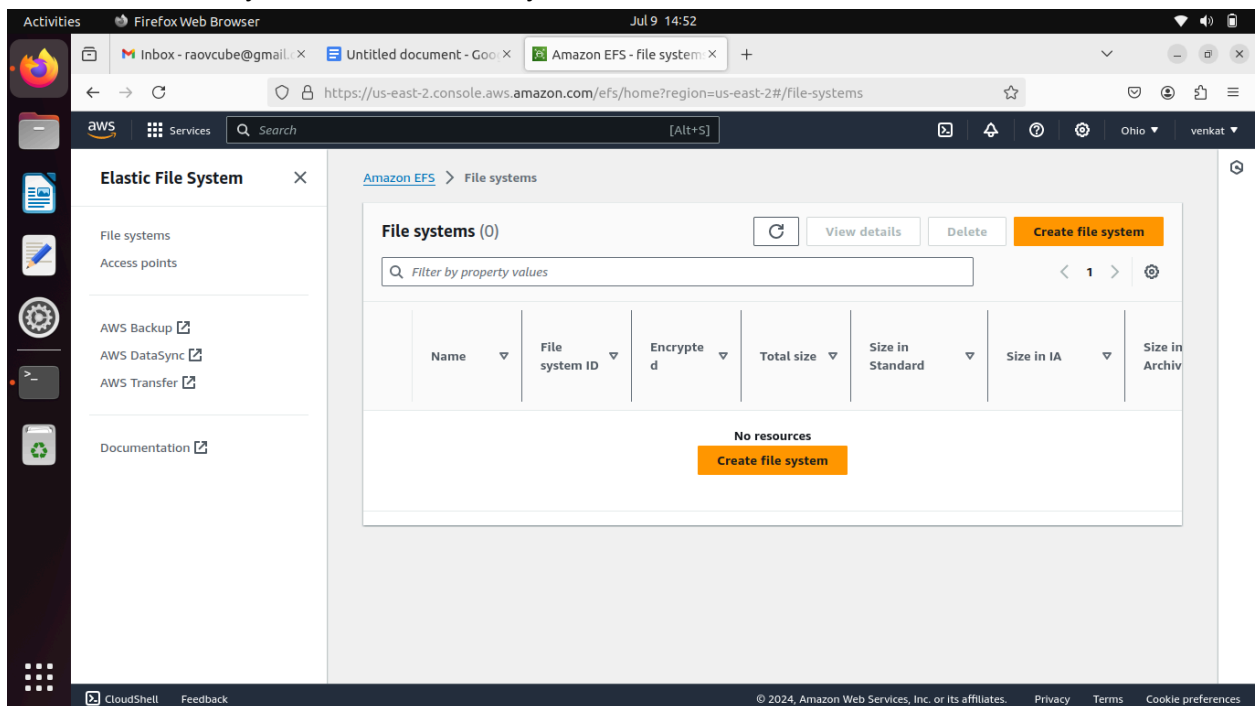 Activities Firefox Web Browser Jul 9 14:52
Inbox - raovcube@gmail.c Untitled document - Goo Amazon EFS - file system
https://us-east-2.console.aws.amazon.com/efs/home?region=us-east-2#/file-systems
aws Services Search [Alt+S] Ohio venkat
Elastic File System
File systems
Access points
AWS Backup
AWS DataSync
AWS Transfer
Documentation
Amazon EFS > File systems
File systems (0) View details Delete Create file system
Filter by property values 1
Name File system ID Encrypte d Total size Size in Standard Size in IA Size in Archiv
No resources
Create file system
CloudShell Feedback © 2024, Amazon Web Services, Inc. or its affiliates. Privacy Terms Cookie preferences